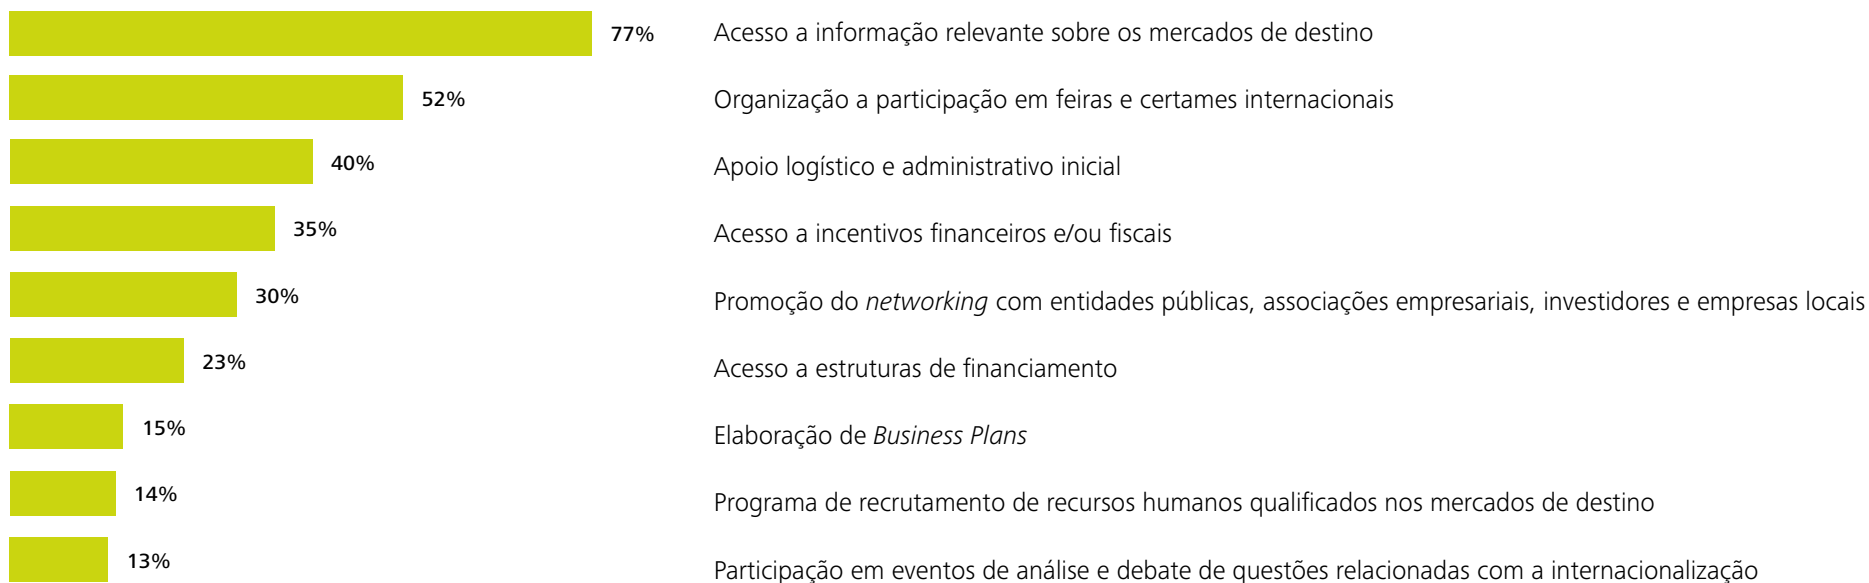 77% Acesso a informação relevante sobre os mercados de destino
52% Organização a participação em feiras e certames internacionais
40% Apoio logístico e administrativo inicial
35% Acesso a incentivos financeiros e/ou fiscais
30% Promoção do networking com entidades públicas, associações empresariais, investidores e empresas locais
23% Acesso a estruturas de financiamento
15% Elaboração de Business Plans
14% Programa de recrutamento de recursos humanos qualificados nos mercados de destino
13% Participação em eventos de análise e debate de questões relacionadas com a internacionalização